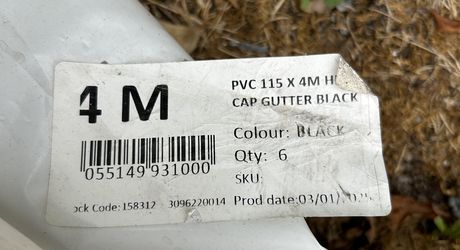 4 M
PVC 115 X 4M
CAP GUTTER BLACK
Colour: BLACK
Qty: 6
SKU:
055149 931000
ock Code: 158312 3096220014 Prod date: 03/01/